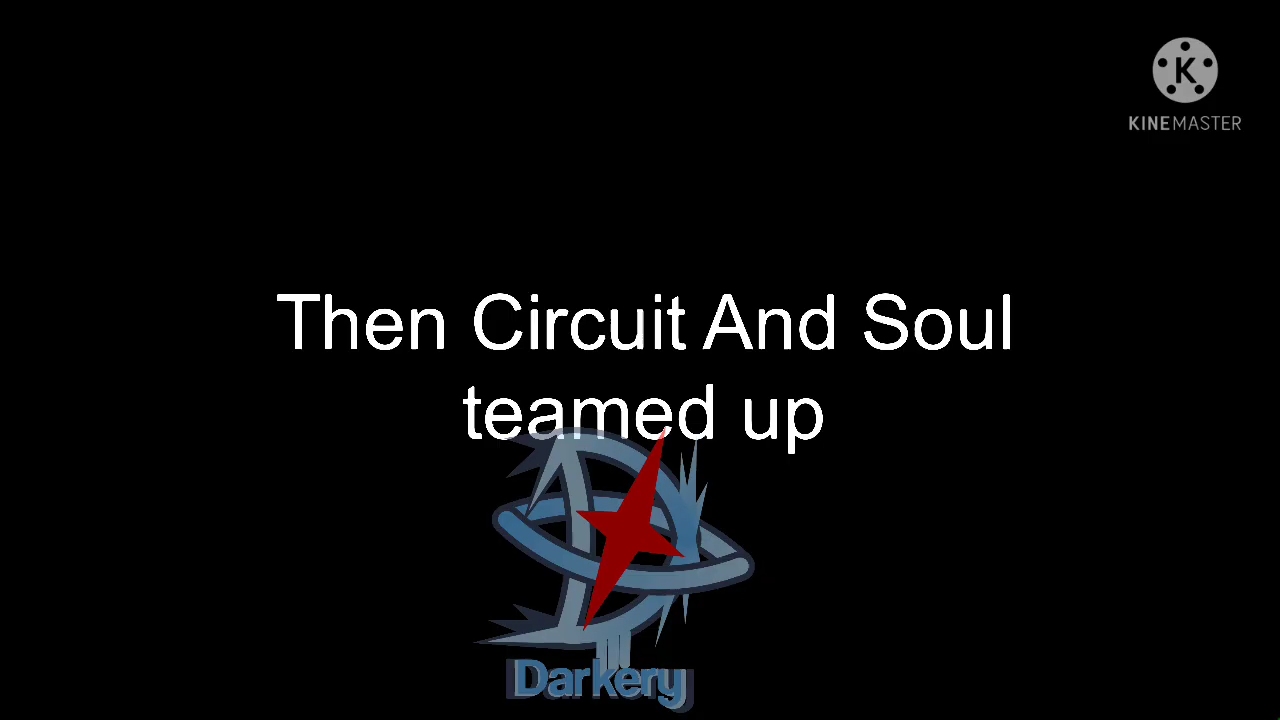 K
KINEMASTER
Then Circuit And Soul
teamed up
Darkery